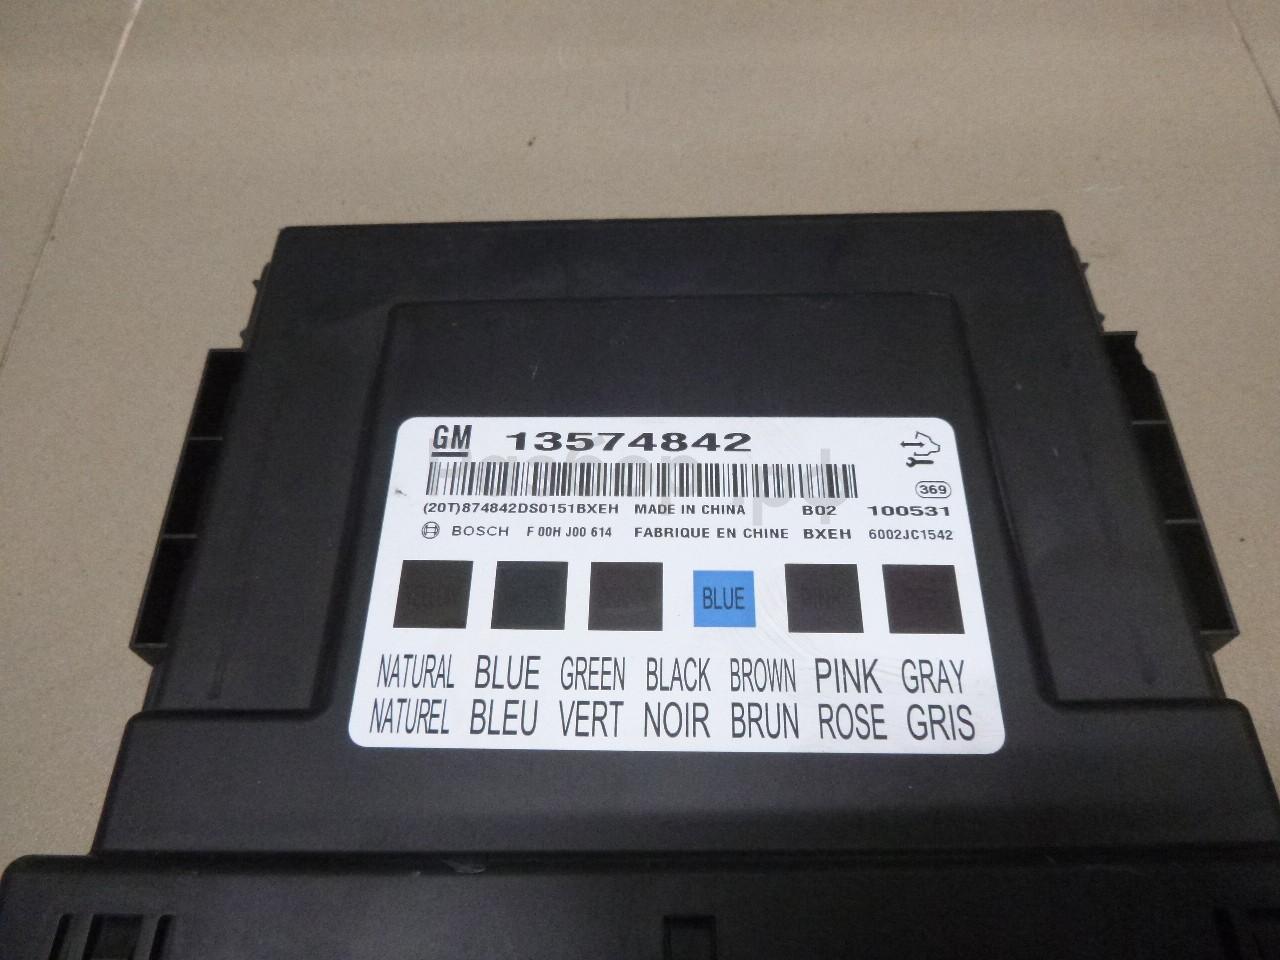 GM 13574842
369
(20T)874842DS0151BXEH MADE IN CHINA B02 100531
BOSCH F 00H J00 614 FABRIQUE EN CHINE BXEH 6002JC1542
BLUE
NATURAL BLUE GREEN BLACK BROWN PINK GRAY
NATUREL BLEU VERT NOIR BRUN ROSE GRIS